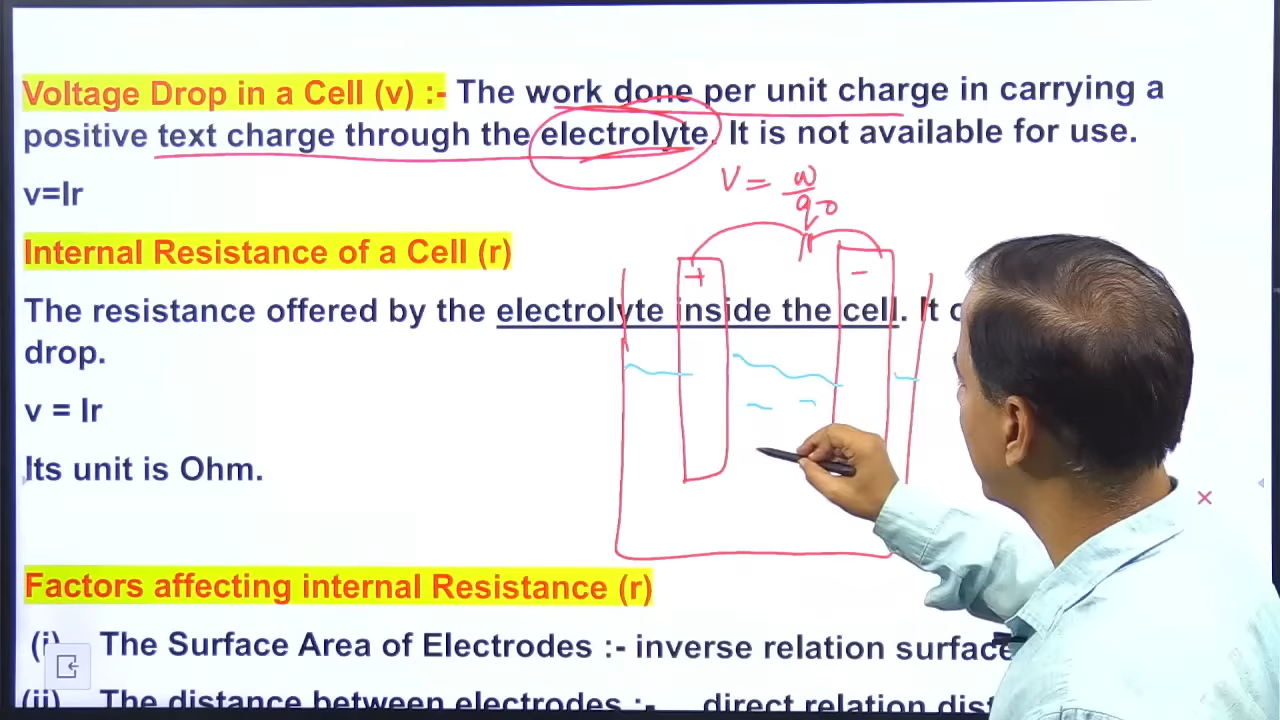 Voltage Drop in a Cell (v) :- The work done per unit charge in carrying a
positive text charge through the electrolyte. It is not available for use.
V = w/q0
v=Ir
Internal Resistance of a Cell (r)
+ -
The resistance offered by the electrolyte inside the cell. It
drop.
v = Ir
Its unit is Ohm.
Factors affecting internal Resistance (r)
(i) The Surface Area of Electrodes :- inverse relation surface
(ii) The distance between electrodes :- direct relation